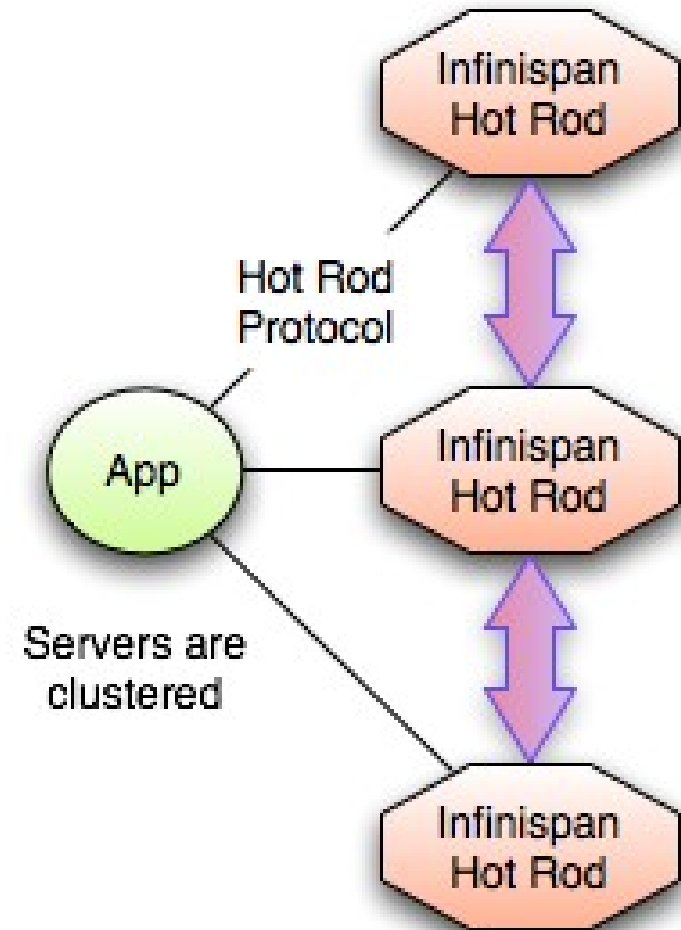 Infinispan
Hot Rod
Hot Rod
Protocol
App
Infinispan
Hot Rod
Servers are
clustered
Infinispan
Hot Rod